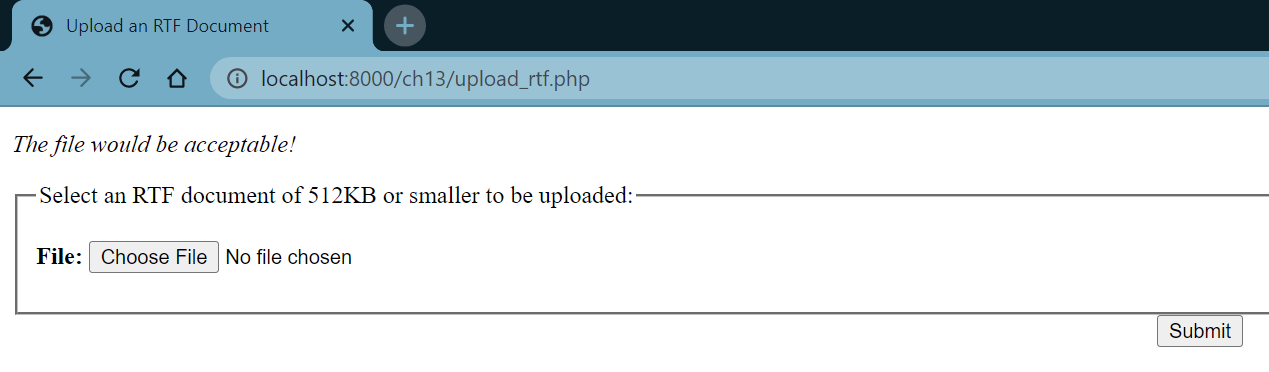 Upload an RTF Document
localhost:8000/ch13/upload_rtf.php
The file would be acceptable!
Select an RTF document of 512KB or smaller to be uploaded:
File: Choose File No file chosen
Submit